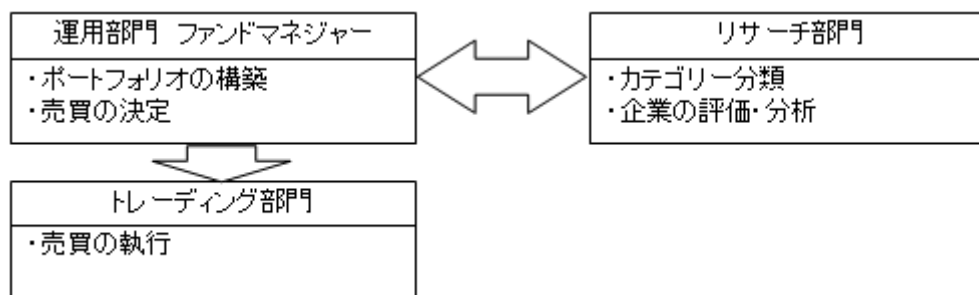 運用部門 ファンドマネジャー
・ポートフォリオの構築
・売買の決定
リサーチ部門
・カテゴリー分類
・企業の評価・分析
トレーディング部門
・売買の執行